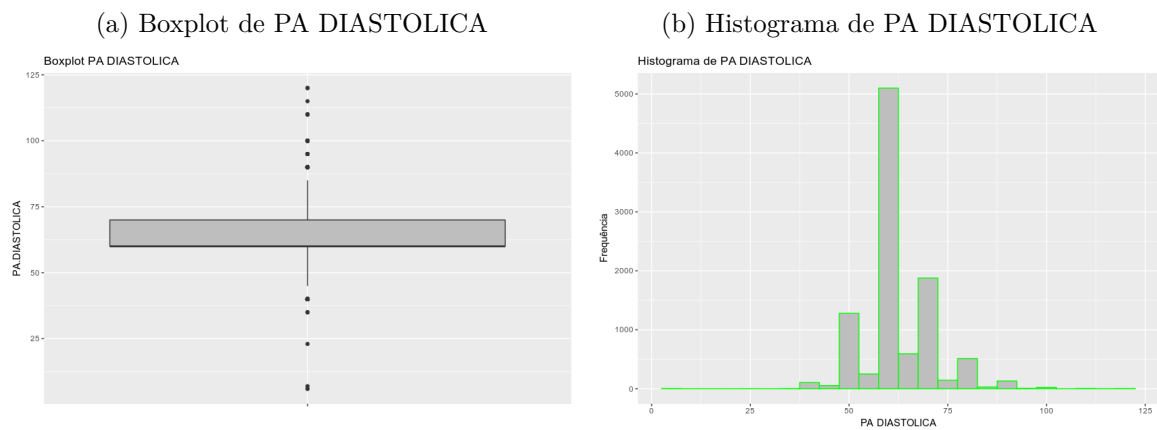 (a) Boxplot de PA DIASTOLICA
Boxplot PA DIASTOLICA
PA.DIASTOLICA
125
100
75
50
25
(b) Histograma de PA DIASTOLICA
Histograma de PA DIASTOLICA
Frequência
5000
4000
3000
2000
1000
0
0 25 50 75 100 125
PA DIASTOLICA